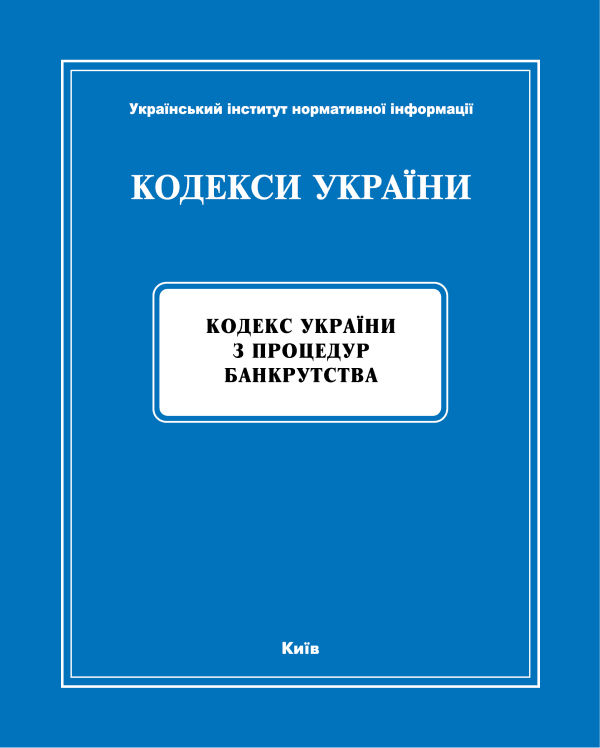 Український інститут нормативної інформації
КОДЕКСИ УКРАЇНИ
КОДЕКС УКРАЇНИ
З ПРОЦЕДУР
БАНКРУТСТВА
Київ